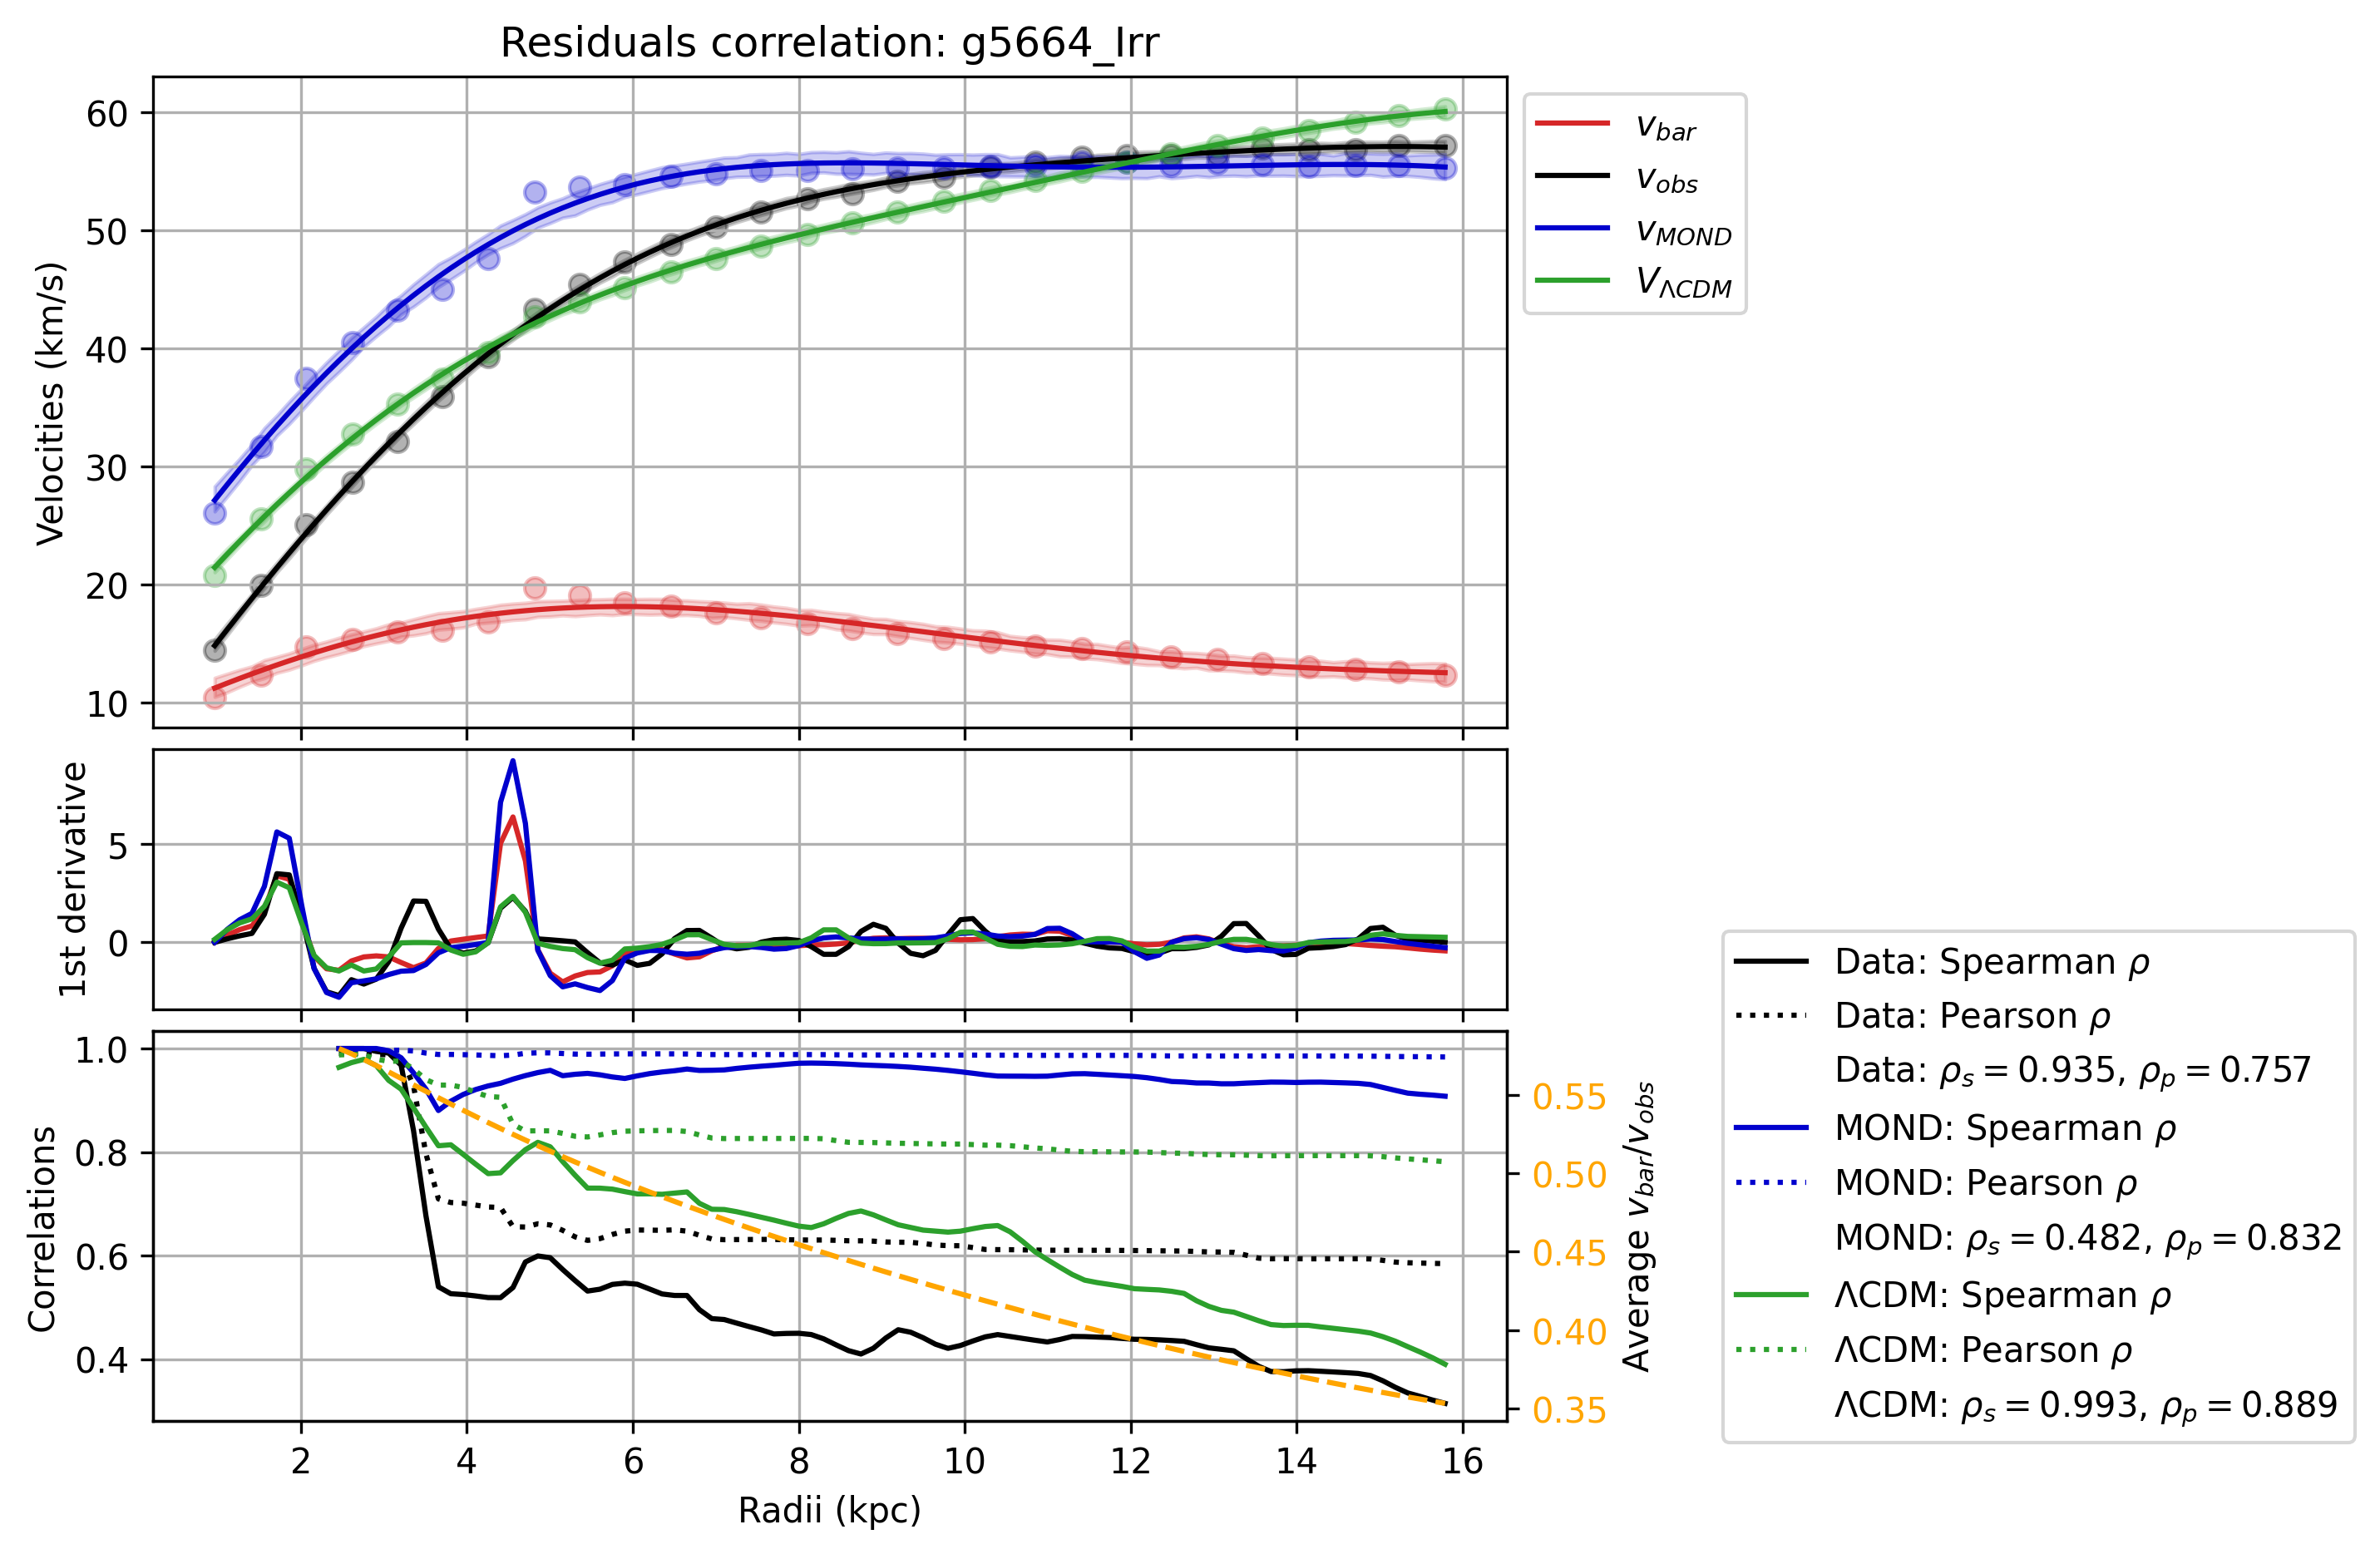 Residuals correlation: g5664_Irr
60
50
40
30
20
10
Velocities (km/s)
v_bar
v_obs
v_MOND
V_ΛCDM
5
0
1st derivative
1.0
0.8
0.6
0.4
Correlations
0.55
0.50
0.45
0.40
0.35
Average v_bar/v_obs
2 4 6 8 10 12 14 16
Radii (kpc)
Data: Spearman ρ
Data: Pearson ρ
Data: ρ_s = 0.935, ρ_p = 0.757
MOND: Spearman ρ
MOND: Pearson ρ
MOND: ρ_s = 0.482, ρ_p = 0.832
ΛCDM: Spearman ρ
ΛCDM: Pearson ρ
ΛCDM: ρ_s = 0.993, ρ_p = 0.889